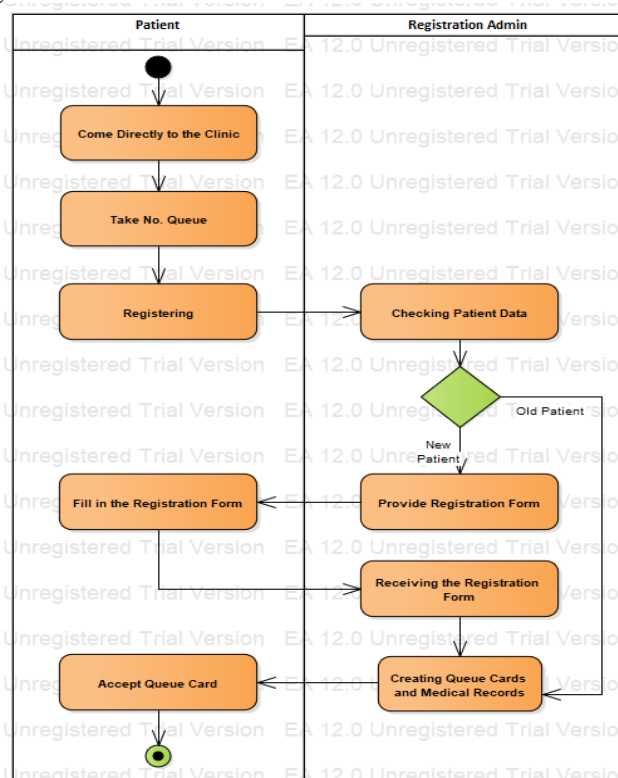 Patient
Registration Admin
Unregistered Trial Version EA 12.0 Unregistered Trial Versio
Come Directly to the Clinic
Take No. Queue
Registering
Checking Patient Data
Old Patient
New
Patient
Fill in the Registration Form
Provide Registration Form
Receiving the Registration
Form
Accept Queue Card
Creating Queue Cards
and Medical Records